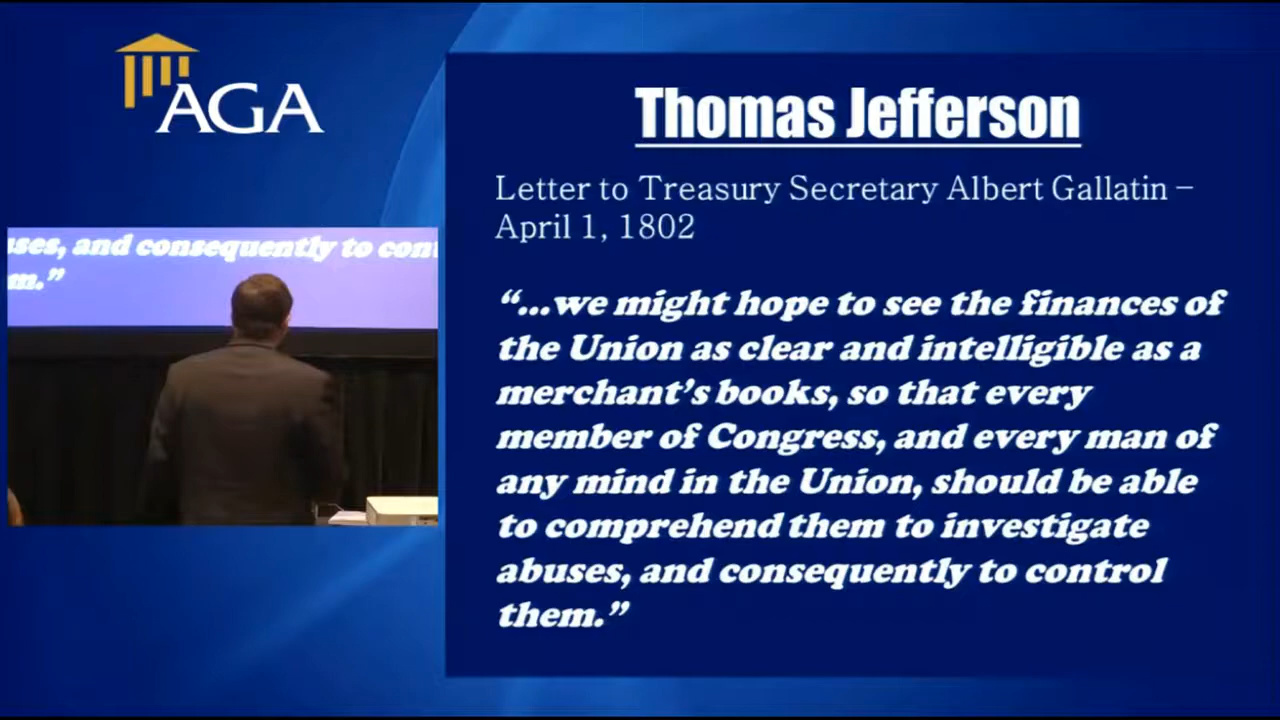 AGA
Thomas Jefferson
Letter to Treasury Secretary Albert Gallatin –
April 1, 1802
“...we might hope to see the finances of
the Union as clear and intelligible as a
merchant’s books, so that every
member of Congress, and every man of
any mind in the Union, should be able
to comprehend them to investigate
abuses, and consequently to control
them.”
uses, and consequently to cont
m.”